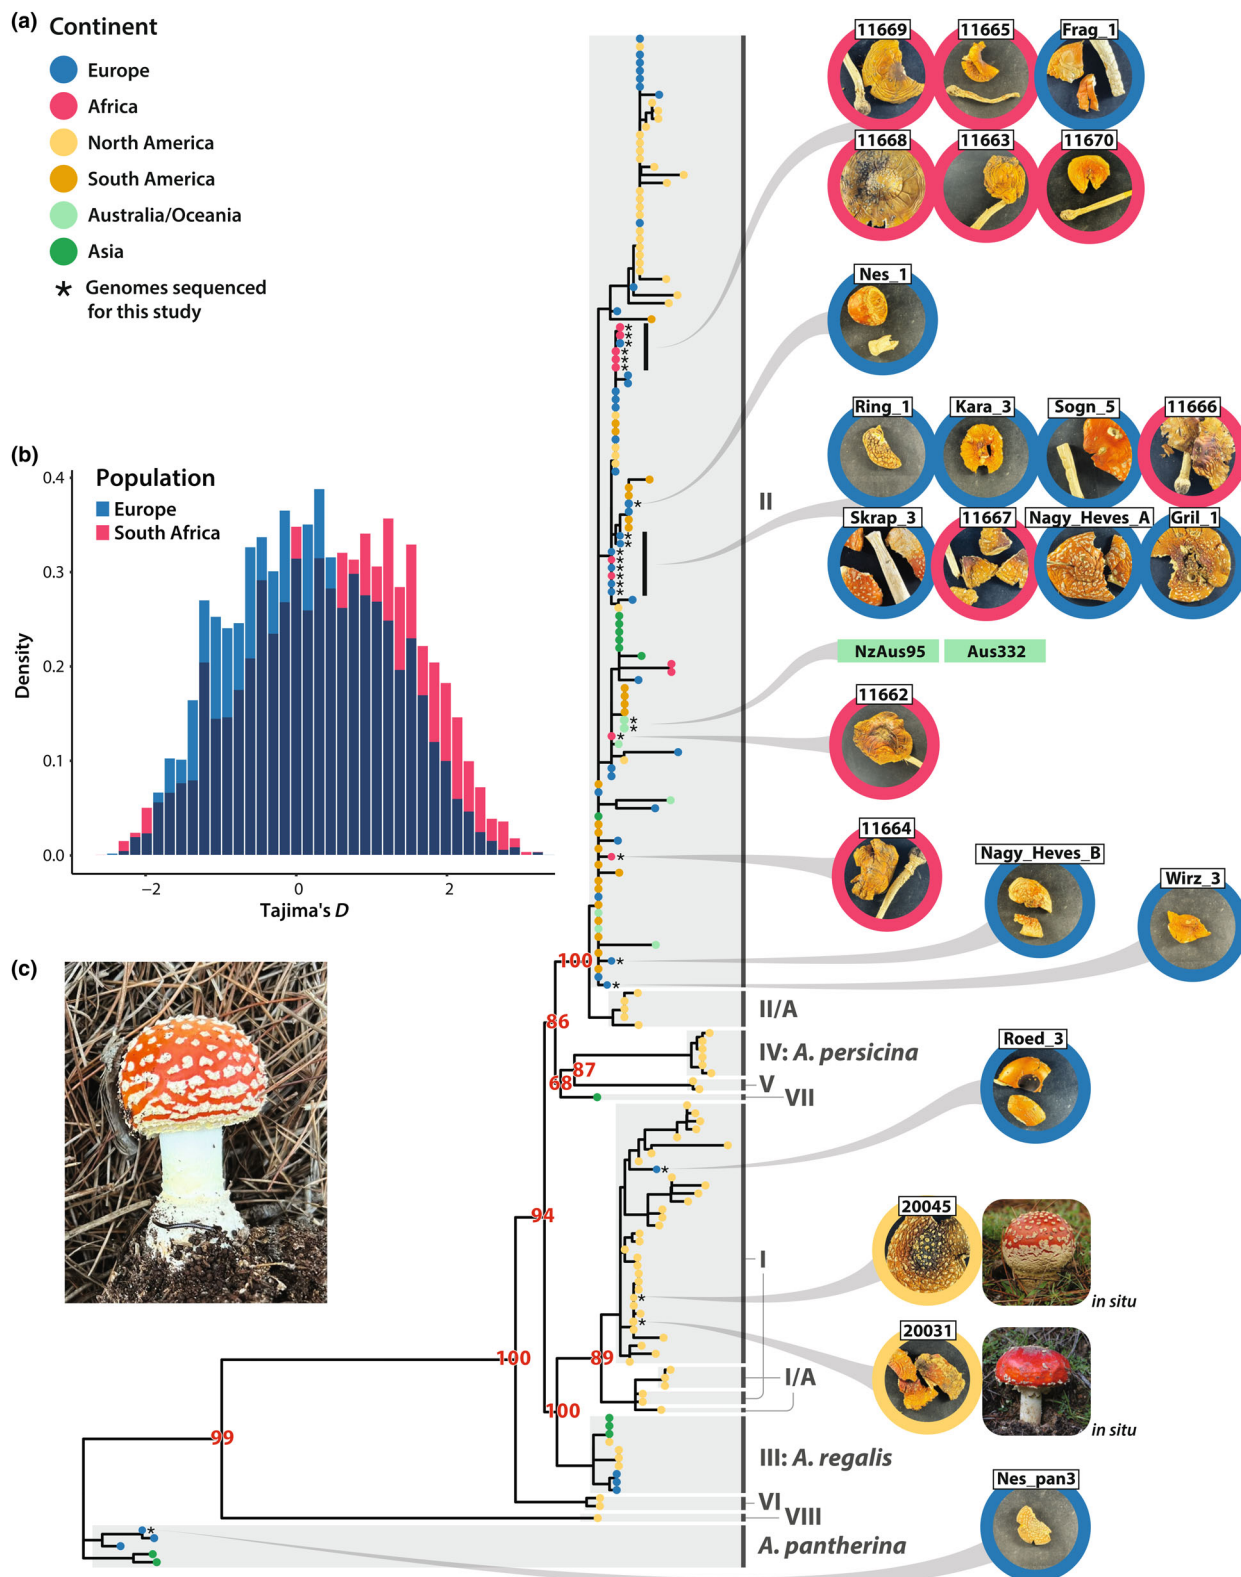 (a) Continent
Europe
Africa
North America
South America
Australia/Oceania
Asia
* Genomes sequenced
for this study
11669
11665
Frag_1
11668
11663
11670
Nes_1
Ring_1
Kara_3
Sogn_5
11666
Skrap_3
11667
Nagy_Heves_A
Gril_1
NzAus95
Aus332
11662
11664
Nagy_Heves_B
Wirz_3
Roed_3
20045
in situ
20031
in situ
Nes_pan3
II
II/A
IV: A. persicina
V
VII
I
I/A
III: A. regalis
VI
VIII
A. pantherina
100
86
87
68
94
89
100
100
99
(b)
Population
Europe
South Africa
Density
0.4
0.3
0.2
0.1
0.0
−2
0
2
Tajima's D
(c)